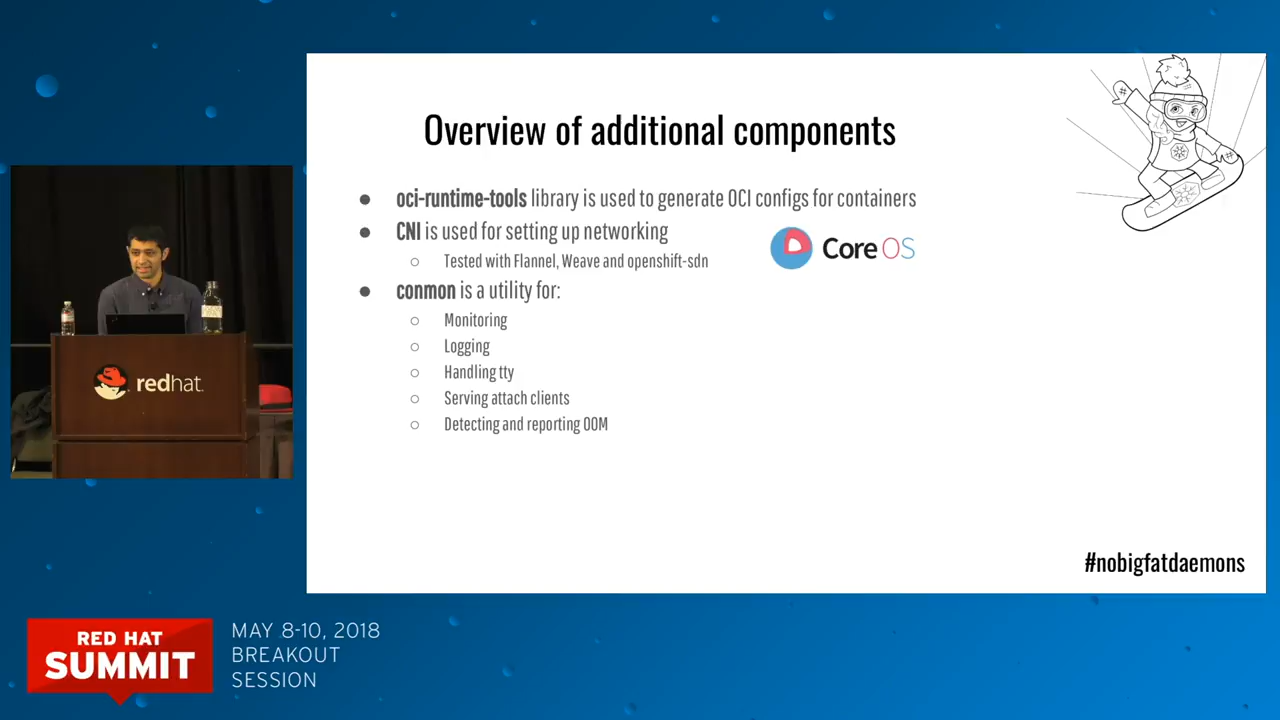 Overview of additional components
● oci-runtime-tools library is used to generate OCI configs for containers
● CNI is used for setting up networking
○ Tested with Flannel, Weave and openshift-sdn
Core OS
● conmon is a utility for:
○ Monitoring
○ Logging
○ Handling tty
○ Serving attach clients
○ Detecting and reporting OOM
#nobigfatdaemons
redhat.
RED HAT
SUMMIT
MAY 8-10, 2018
BREAKOUT
SESSION